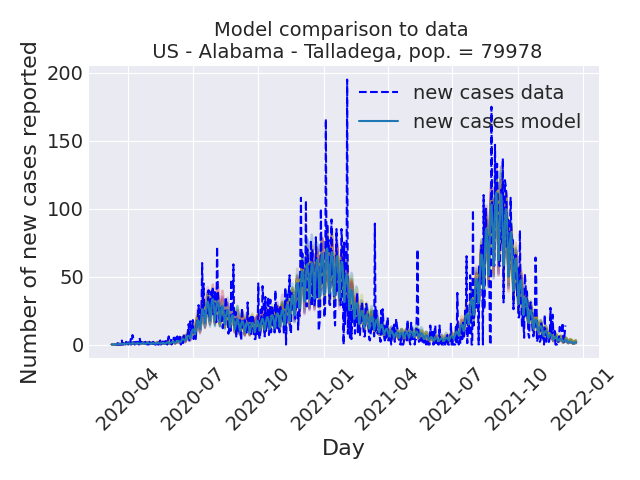 Model comparison to data
US - Alabama - Talladega, pop. = 79978
Number of new cases reported
200
150
100
50
0
new cases data
new cases model
2020-04
2020-07
2020-10
2021-01
2021-04
2021-07
2021-10
2022-01
Day